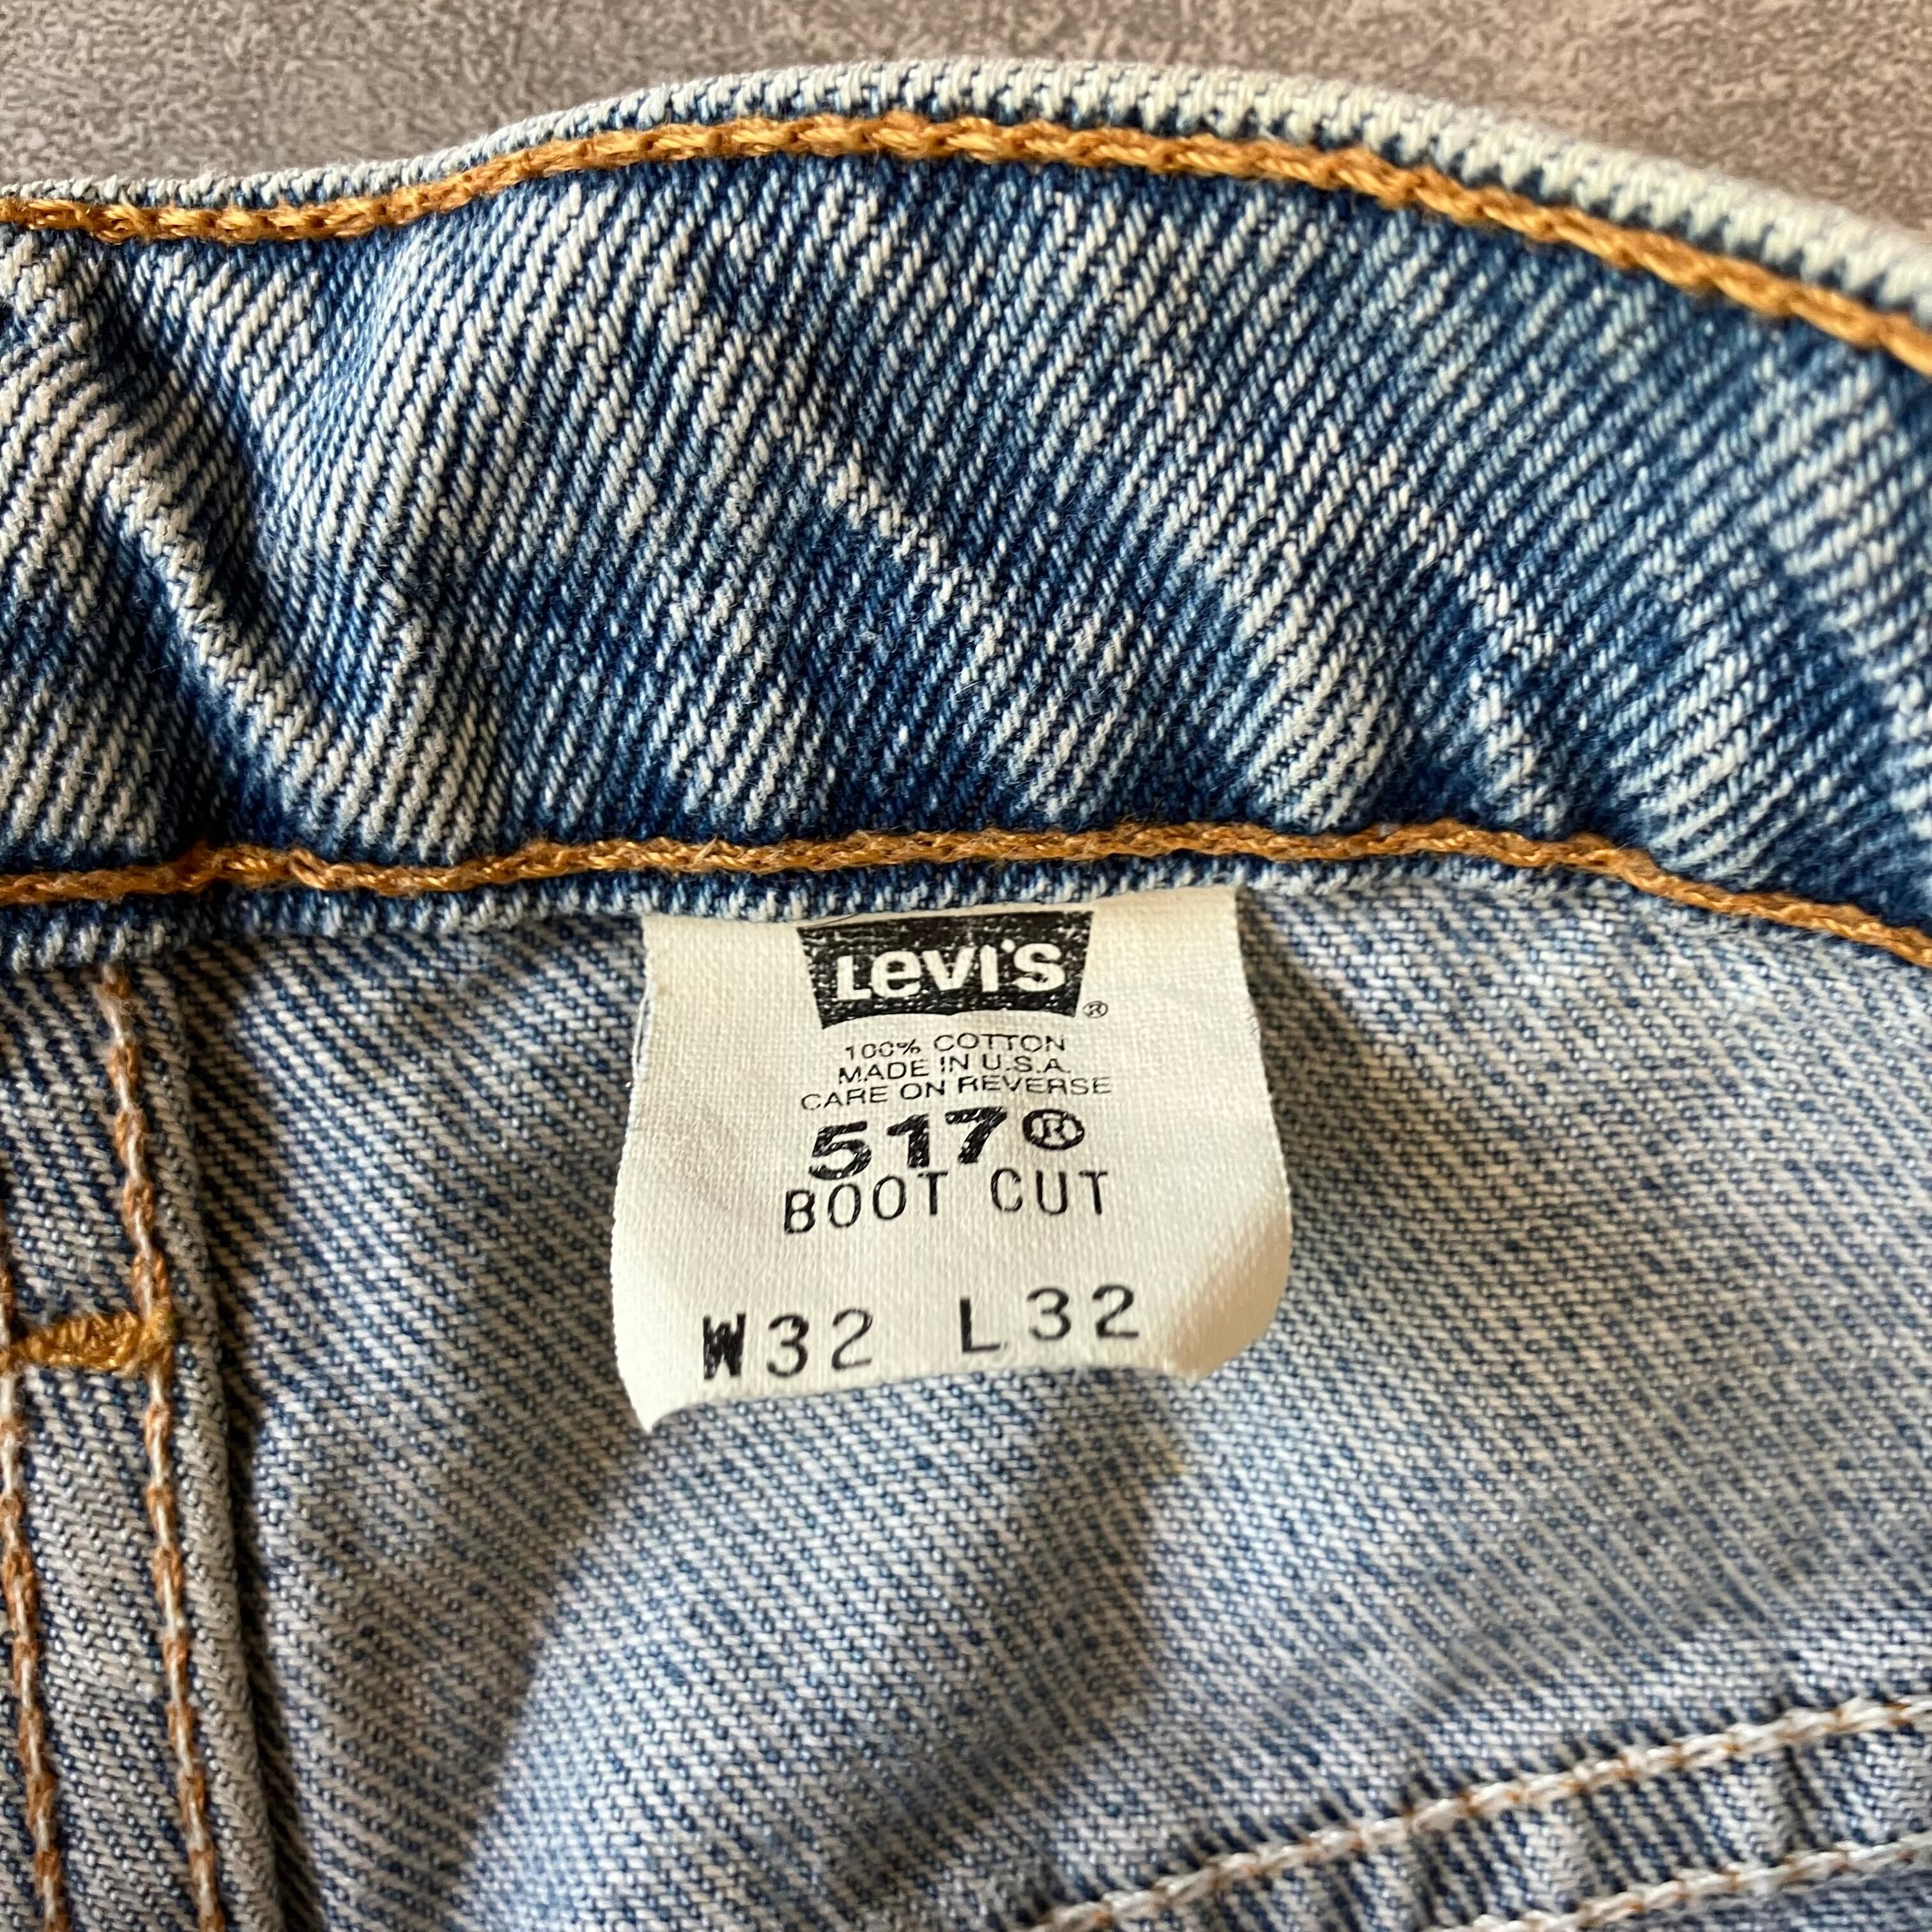 Levi's ®
100% COTTON
MADE IN U.S.A.
CARE ON REVERSE
517®
BOOT CUT
W32 L32